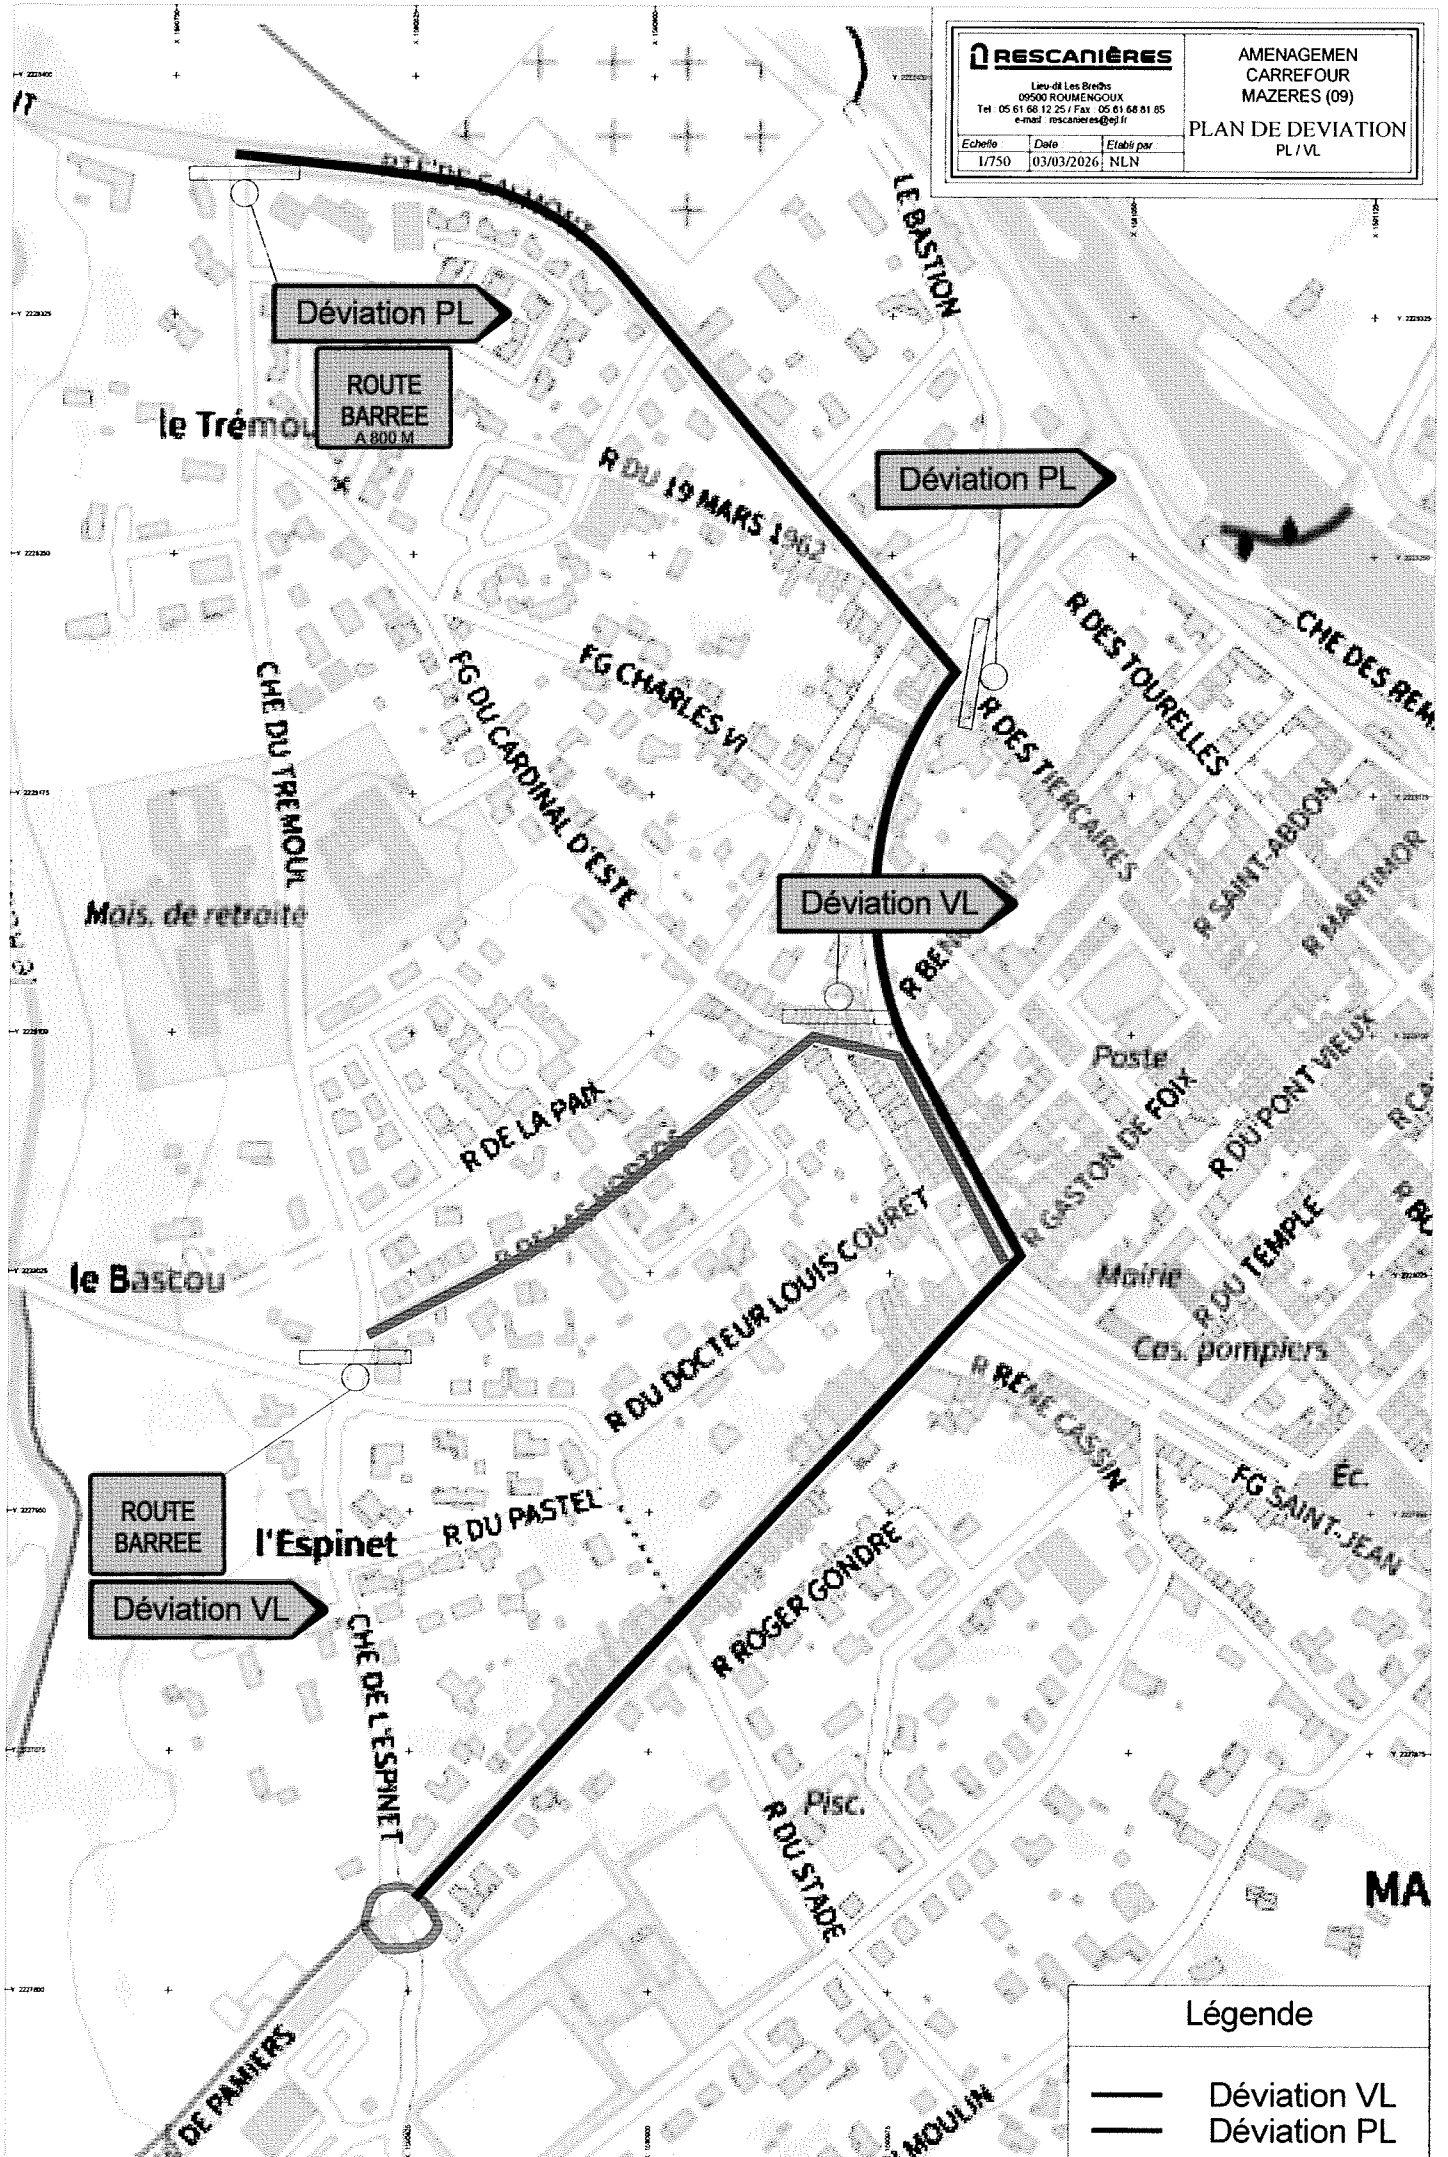 RESCANIÈRES
Lieu-dit Les Breilhs
09500 ROUMENGOUX
Tel : 05 61 68 12 25 / Fax : 05 61 68 81 85
e-mail : rescanieres@ejl.fr
Echelle
Date
Etabli par
1/750
03/03/2026
NLN
AMENAGEMEN
CARREFOUR
MAZERES (09)
PLAN DE DEVIATION
PL / VL
LE BASTION
Déviation PL
ROUTE
BARREE
A 800 M
R DU 19 MARS 1962
Déviation PL
R DES TOURELLES
CHE DES REM
FG CHARLES VI
FG DU CARDINAL D'ESTE
CHE DU TREMOUL
R DES TIERCAIRES
R SAINT-ABDON
R MARTIMOR
Mais. de retraite
Déviation VL
Poste
R DE LA PAIX
R GASTON DE FOIX
R DU PONT VIEUX
le Bastou
R DU DOCTEUR LOUIS COURET
Mairie
R DU TEMPLE
Cas. pompiers
R RENE CASSIN
FG SAINT-JEAN
Éc.
ROUTE
BARREE
l'Espinet
R DU PASTEL
Déviation VL
R ROGER GONDRE
CHE DE L'ESPINET
Pisc.
R DU STADE
MA
DE PAMIERS
MOULIN
Légende
Déviation VL
Déviation PL